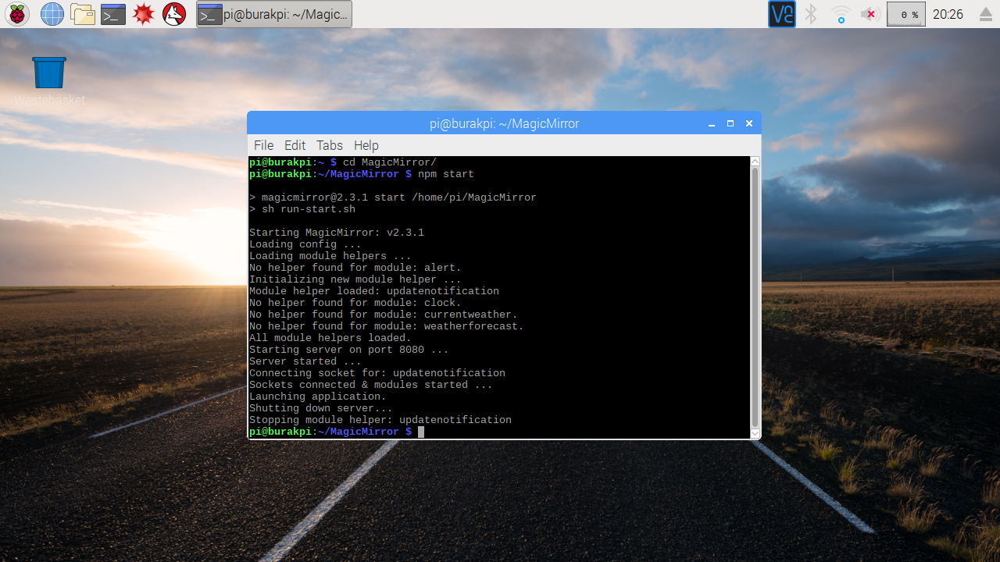 pi@burakpi: ~/Magic...
0 %
20:26
Wastebasket
pi@burakpi: ~/MagicMirror
File Edit Tabs Help
pi@burakpi:~ $ cd MagicMirror/
pi@burakpi:~/MagicMirror $ npm start
> magicmirror@2.3.1 start /home/pi/MagicMirror
> sh run-start.sh
Starting MagicMirror: v2.3.1
Loading config ...
Loading module helpers ...
No helper found for module: alert.
Initializing new module helper ...
Module helper loaded: updatenotification
No helper found for module: clock.
No helper found for module: currentweather.
No helper found for module: weatherforecast.
All module helpers loaded.
Starting server on port 8080 ...
Server started ...
Connecting socket for: updatenotification
Sockets connected & modules started ...
Launching application.
Shutting down server...
Stopping module helper: updatenotification
pi@burakpi:~/MagicMirror $